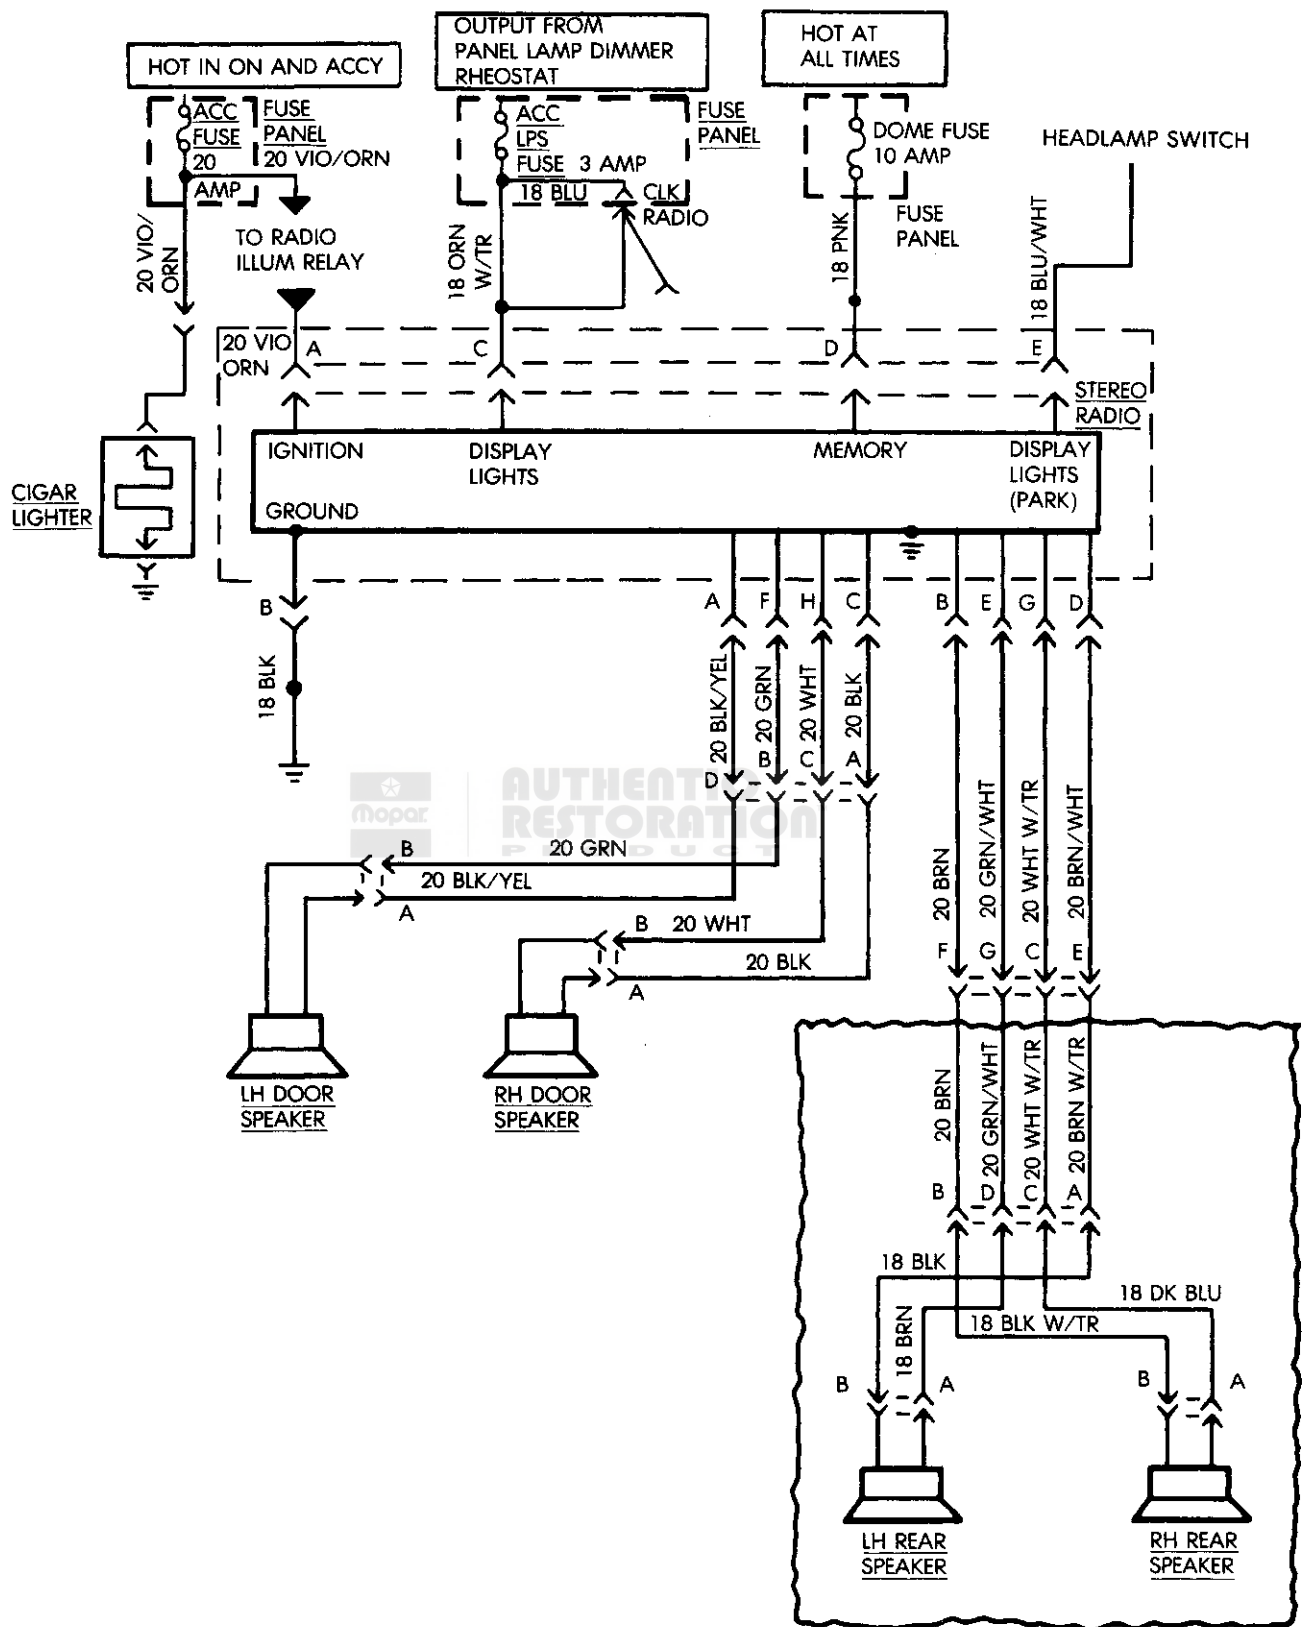 OUTPUT FROM
PANEL LAMP DIMMER
RHEOSTAT
HOT AT
ALL TIMES
HOT IN ON AND ACCY
ACC
FUSE
20
AMP
FUSE
PANEL
20 VIO/ORN
ACC
LPS
FUSE 3 AMP
18 BLU
CLK
RADIO
FUSE
PANEL
DOME FUSE
10 AMP
FUSE
PANEL
HEADLAMP SWITCH
20 VIO/
ORN
TO RADIO
ILLUM RELAY
18 ORN
W/TR
18 PNK
18 BLU/WHT
20 VIO
ORN
A
C
D
E
STEREO
RADIO
IGNITION
DISPLAY
LIGHTS
MEMORY
DISPLAY
LIGHTS
(PARK)
GROUND
CIGAR
LIGHTER
B
18 BLK
A
F
H
C
B
E
G
D
20 BLK/YEL
20 GRN
20 WHT
20 BLK
D
B
C
A
Mopar
AUTHENTIC
RESTORATION
PRODUCT
20 BRN
20 GRN/WHT
20 WHT W/TR
20 BRN/WHT
B
20 GRN
20 BLK/YEL
A
B
20 WHT
20 BLK
A
F
G
C
E
LH DOOR
SPEAKER
RH DOOR
SPEAKER
20 BRN
20 GRN/WHT
20 WHT W/TR
20 BRN W/TR
B
D
C
A
18 BLK
18 DK BLU
18 BLK W/TR
18 BRN
B
A
B
A
LH REAR
SPEAKER
RH REAR
SPEAKER